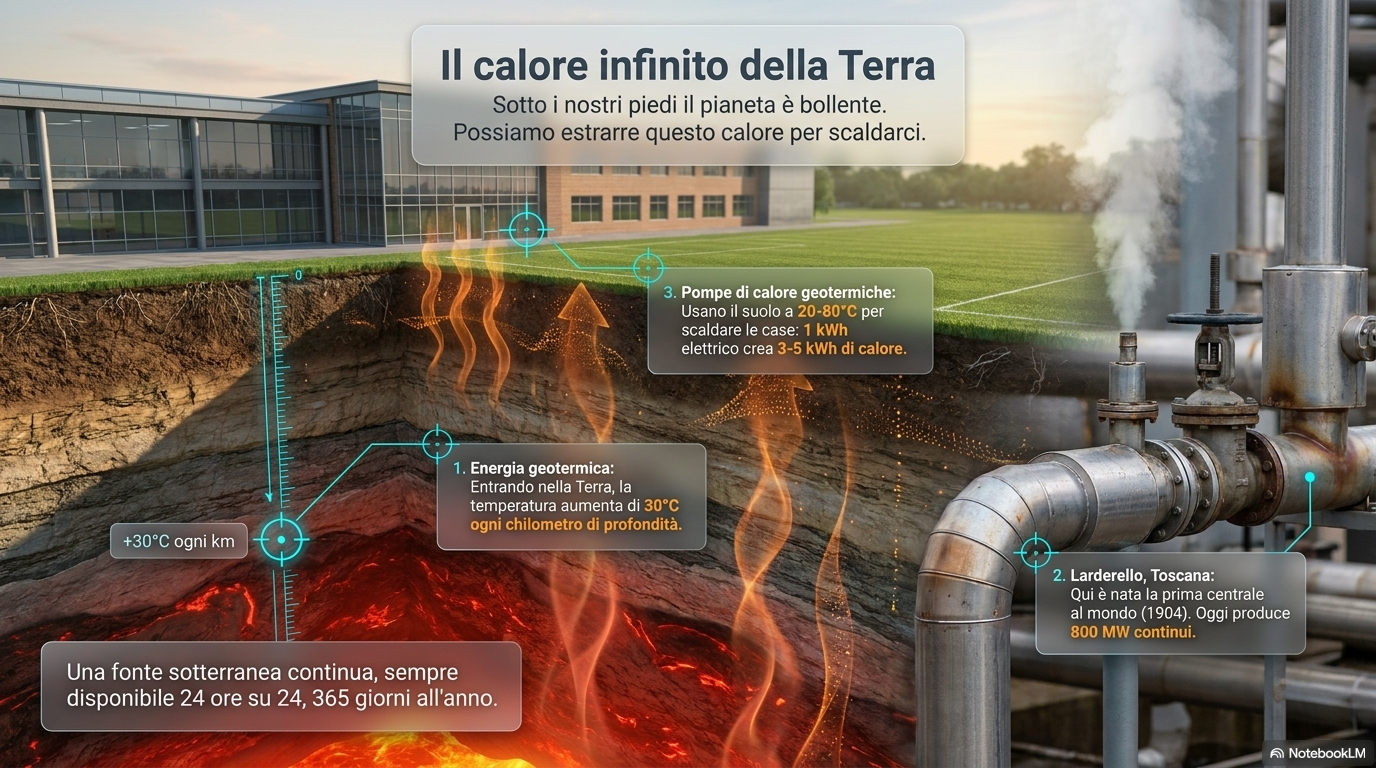 Il calore infinito della Terra
Sotto i nostri piedi il pianeta è bollente.
Possiamo estrarre questo calore per scaldarci.
0
3. Pompe di calore geotermiche:
Usano il suolo a 20-80°C per
scaldare le case: 1 kWh
elettrico crea 3-5 kWh di calore.
1. Energia geotermica:
Entrando nella Terra, la
temperatura aumenta di 30°C
ogni chilometro di profondità.
+30°C ogni km
2. Larderello, Toscana:
Qui è nata la prima centrale
al mondo (1904). Oggi produce
800 MW continui.
Una fonte sotterranea continua, sempre
disponibile 24 ore su 24, 365 giorni all'anno.
NotebookLM